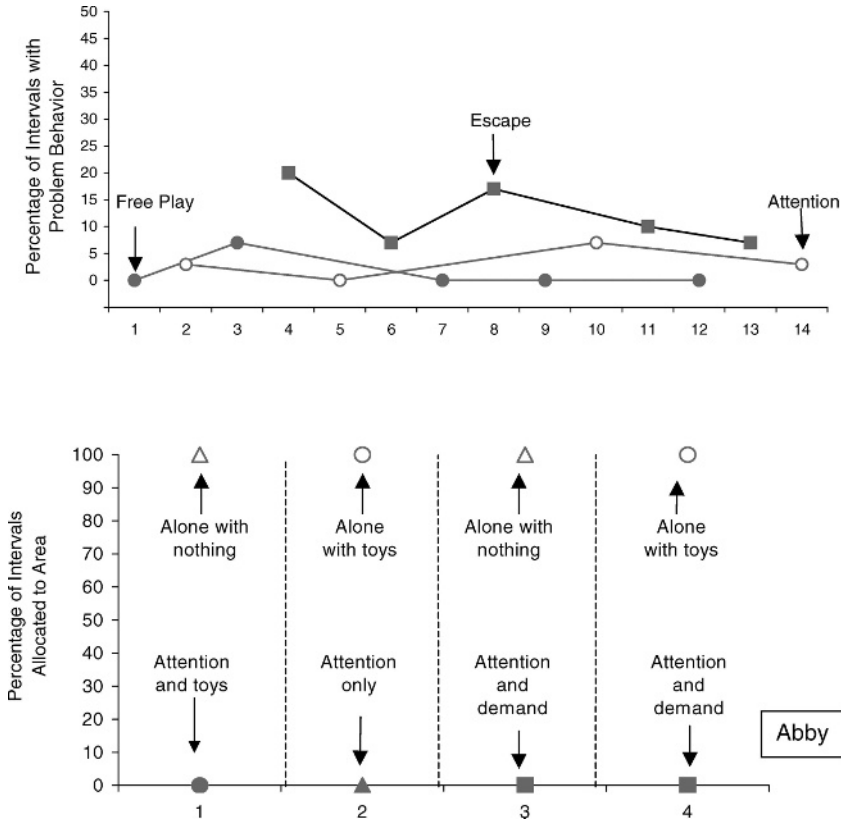 Percentage of Intervals with
Problem Behavior
50
45
40
35
30
25
20
15
10
5
0
Free Play
Escape
Attention
1 2 3 4 5 6 7 8 9 10 11 12 13 14
Percentage of Intervals
Allocated to Area
100
90
80
70
60
50
40
30
20
10
0
Alone with
nothing
Alone
with toys
Alone with
nothing
Alone
with toys
Attention
and toys
Attention
only
Attention
and
demand
Attention
and
demand
Abby
1 2 3 4